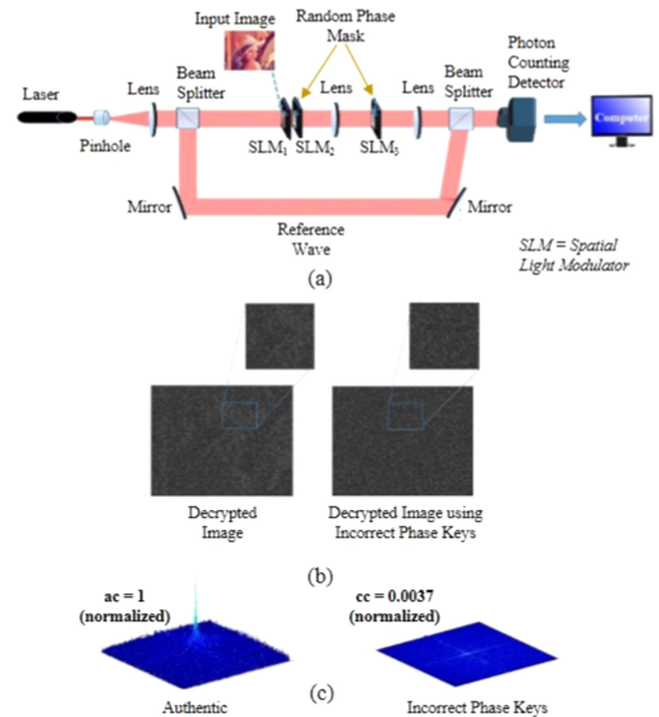 Input Image
Random Phase
Mask
Photon
Counting
Detector
Laser
Lens
Beam
Splitter
Lens
Lens
Beam
Splitter
Computer
Pinhole
SLM₁
SLM₂
SLM₃
Mirror
Mirror
Reference
Wave
SLM = Spatial
Light Modulator
(a)
Decrypted
Image
Decrypted Image using
Incorrect Phase Keys
(b)
ac = 1
(normalized)
cc = 0.0037
(normalized)
(c)
Authentic
Incorrect Phase Keys